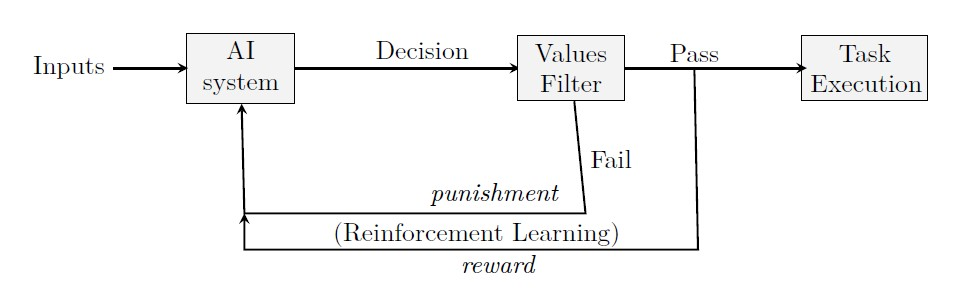 Inputs
AI
system
Decision
Values
Filter
Pass
Task
Execution
Fail
punishment
(Reinforcement Learning)
reward